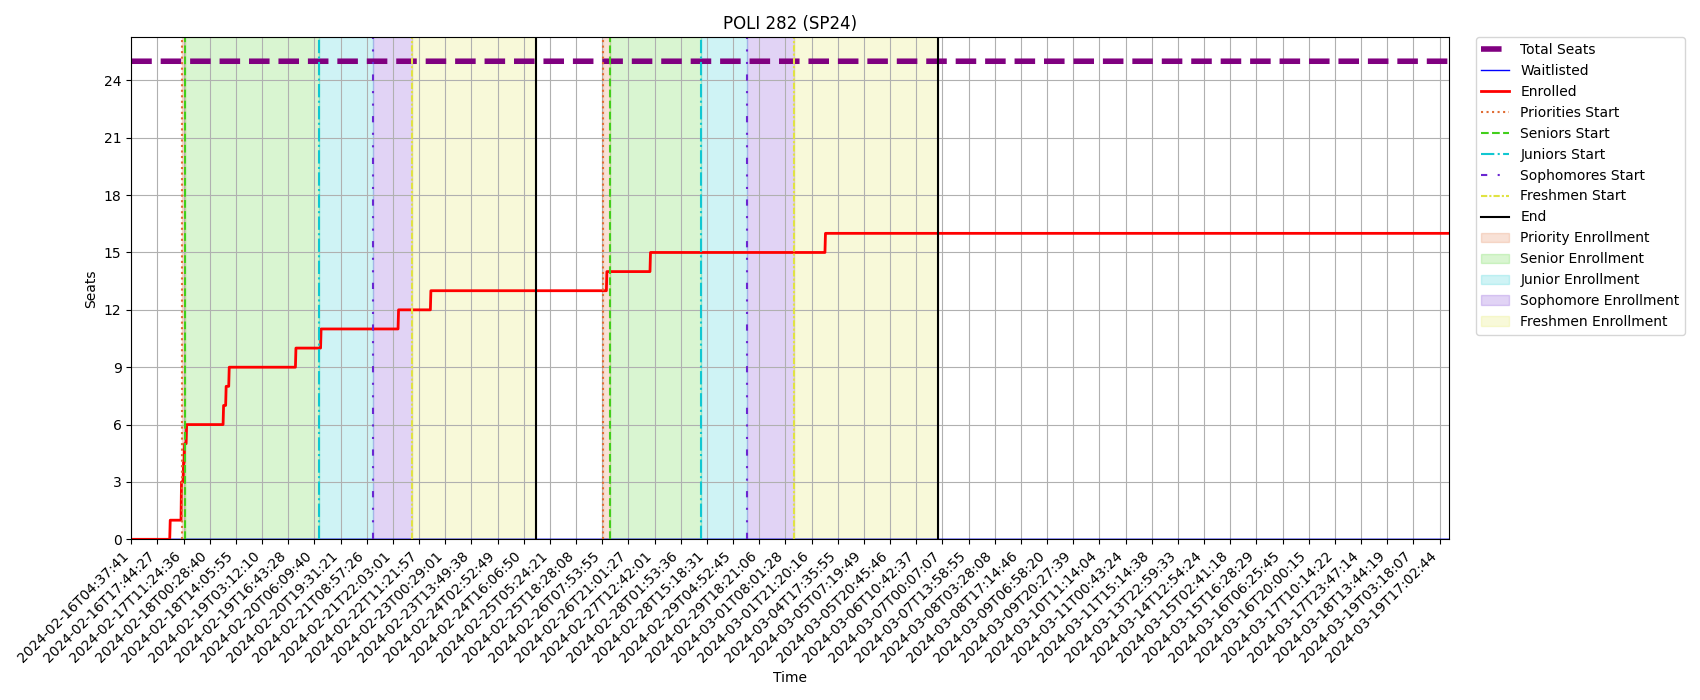 POLI 282 (SP24)
Seats
24
21
18
15
12
9
6
3
0
2024-02-16T04:37:41
2024-02-16T17:44:27
2024-02-17T11:24:36
2024-02-18T00:28:40
2024-02-18T14:05:55
2024-02-19T03:12:10
2024-02-19T16:43:28
2024-02-20T06:09:40
2024-02-20T19:31:21
2024-02-21T08:57:26
2024-02-21T22:03:01
2024-02-22T11:21:57
2024-02-23T00:29:01
2024-02-23T13:49:38
2024-02-24T02:52:49
2024-02-24T16:06:50
2024-02-25T05:24:21
2024-02-25T18:28:08
2024-02-26T07:53:55
2024-02-26T21:01:27
2024-02-27T12:42:01
2024-02-28T01:53:36
2024-02-28T15:18:31
2024-02-29T04:52:45
2024-02-29T18:21:06
2024-03-01T08:01:28
2024-03-01T21:20:16
2024-03-04T17:35:55
2024-03-05T07:19:49
2024-03-05T20:45:46
2024-03-06T10:42:37
2024-03-07T00:07:07
2024-03-07T13:58:55
2024-03-08T03:28:08
2024-03-08T17:14:46
2024-03-09T06:58:20
2024-03-09T20:27:39
2024-03-10T11:14:04
2024-03-11T00:43:24
2024-03-11T15:14:38
2024-03-13T22:59:33
2024-03-14T12:54:24
2024-03-15T02:41:18
2024-03-15T16:28:29
2024-03-16T06:25:45
2024-03-16T20:00:15
2024-03-17T10:14:22
2024-03-17T23:47:14
2024-03-18T13:44:19
2024-03-19T03:18:07
2024-03-19T17:02:44
Time
Total Seats
Waitlisted
Enrolled
Priorities Start
Seniors Start
Juniors Start
Sophomores Start
Freshmen Start
End
Priority Enrollment
Senior Enrollment
Junior Enrollment
Sophomore Enrollment
Freshmen Enrollment